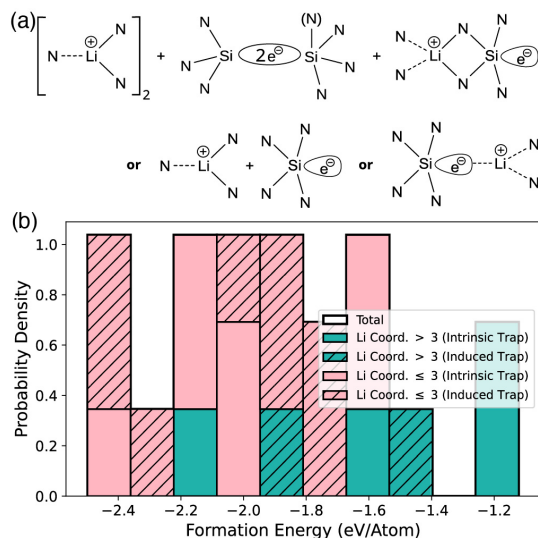 (a)
N N (N) N N
⊕ N ⊕ N
N Li Si 2e⊖ Si + Li Si e⊖
+
N N N N N N N N
2
N N N N N N
or N Li ⊕ + Si e⊖ or Si e⊖ Li ⊕
N N N N N N
(b)
1.0
0.8
0.6
0.4
0.2
0.0
Probability Density
Total
Li Coord. > 3 (Intrinsic Trap)
Li Coord. > 3 (Induced Trap)
Li Coord. ≤ 3 (Intrinsic Trap)
Li Coord. ≤ 3 (Induced Trap)
−2.4 −2.2 −2.0 −1.8 −1.6 −1.4 −1.2
Formation Energy (eV/Atom)